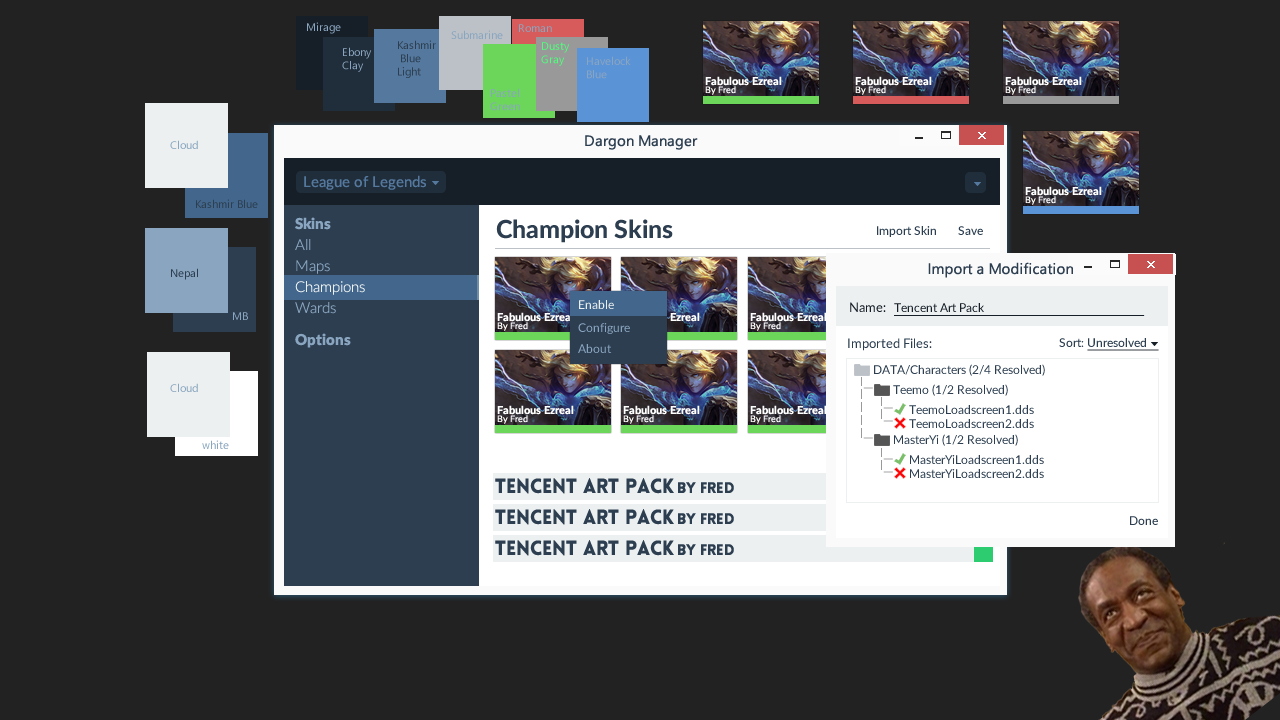 Mirage
Ebony
Clay
Kashmir
Blue
Light
Submarine
Roman
Pastel
Green
Dusty
Gray
Havelock
Blue
Fabulous Ezreal
By Fred
Fabulous Ezreal
By Fred
Fabulous Ezreal
By Fred
Fabulous Ezreal
By Fred
Cloud
Kashmir Blue
Nepal
MB
Cloud
white
Dargon Manager
League of Legends
Skins
All
Maps
Champions
Wards
Options
Champion Skins
Import Skin
Save
Fabulous Ezreal
By Fred
Enable
Configure
About
Ezreal
Fabulous
By Fred
Fabulous Ezreal
By Fred
Fabulous Ezreal
By Fred
Fabulous
By Fred
TENCENT ART PACK BY FRED
TENCENT ART PACK BY FRED
TENCENT ART PACK BY FRED
Import a Modification
Name: Tencent Art Pack
Imported Files:
Sort: Unresolved
DATA/Characters (2/4 Resolved)
Teemo (1/2 Resolved)
TeemoLoadscreen1.dds
TeemoLoadscreen2.dds
MasterYi (1/2 Resolved)
MasterYiLoadscreen1.dds
MasterYiLoadscreen2.dds
Done